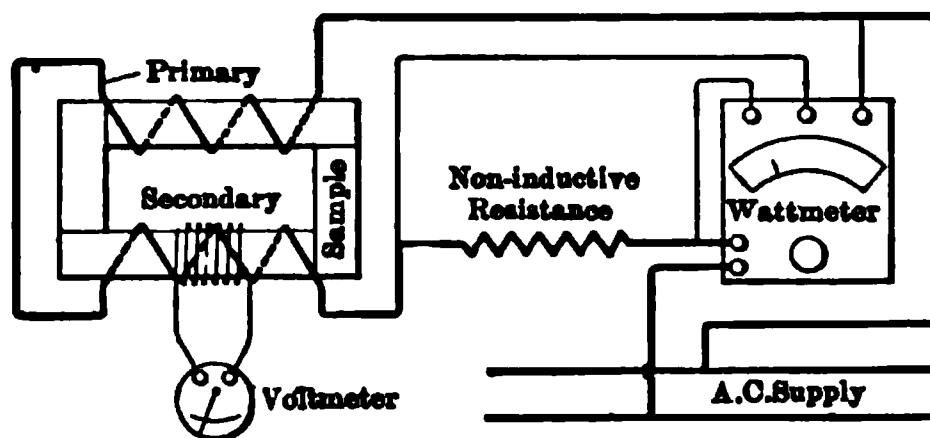 Primary
Secondary
Sample
Non-inductive
Resistance
Wattmeter
Voltmeter
A.C. Supply